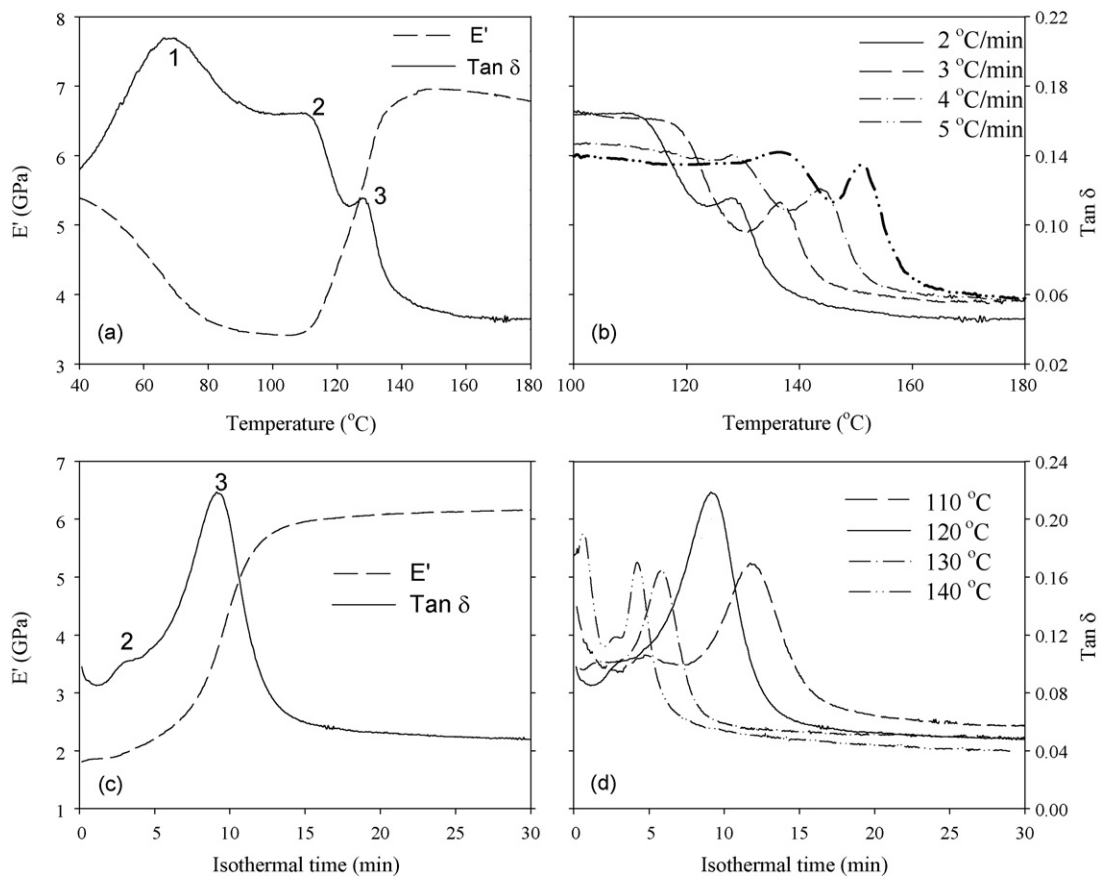 8
7
6
5
4
3
E' (GPa)
1
2
3
E'
Tan δ
(a)
40 60 80 100 120 140 160 180
Temperature (°C)
2 °C/min
3 °C/min
4 °C/min
5 °C/min
0.22
0.18
0.14
0.10
0.06
0.02
Tan δ
(b)
100 120 140 160 180
Temperature (°C)
7
6
5
4
3
2
1
E' (GPa)
2
3
E'
Tan δ
(c)
0 5 10 15 20 25 30
Isothermal time (min)
110 °C
120 °C
130 °C
140 °C
0.24
0.20
0.16
0.12
0.08
0.04
0.00
Tan δ
(d)
0 5 10 15 20 25 30
Isothermal time (min)